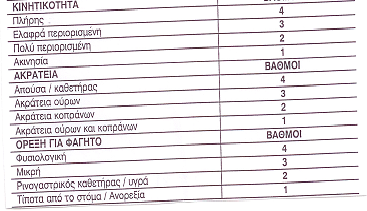 ΚΙΝΗΤΙΚΟΤΗΤΑ
Πλήρης 4
Ελαφρά περιορισμένη 3
Πολύ περιορισμένη 2
Ακινησία 1
ΑΚΡΑΤΕΙΑ ΒΑΘΜΟΙ
Απούσα / καθετήρας 4
Ακράτεια ούρων 3
Ακράτεια κοπράνων 2
Ακράτεια ούρων και κοπράνων 1
ΟΡΕΞΗ ΓΙΑ ΦΑΓΗΤΟ ΒΑΘΜΟΙ
Φυσιολογική 4
Μικρή 3
Ρινογαστρικός καθετήρας / υγρά 2
Τίποτα από το στόμα / Ανορεξία 1